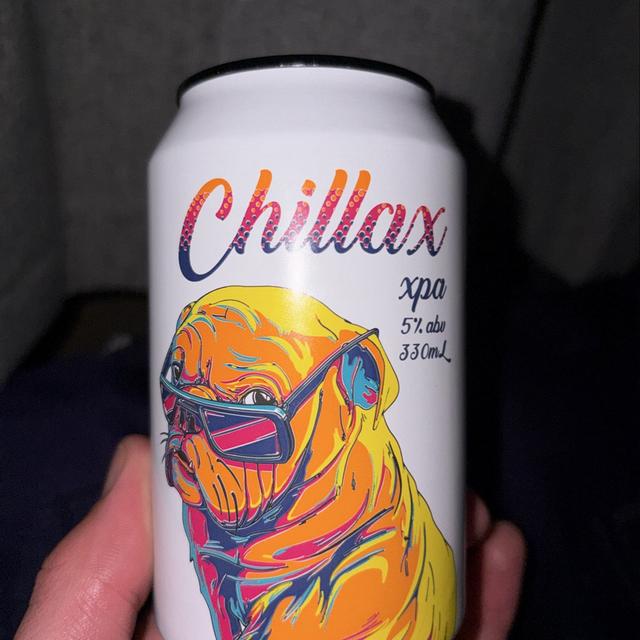 Chillax
xpa
5% abv
330mL